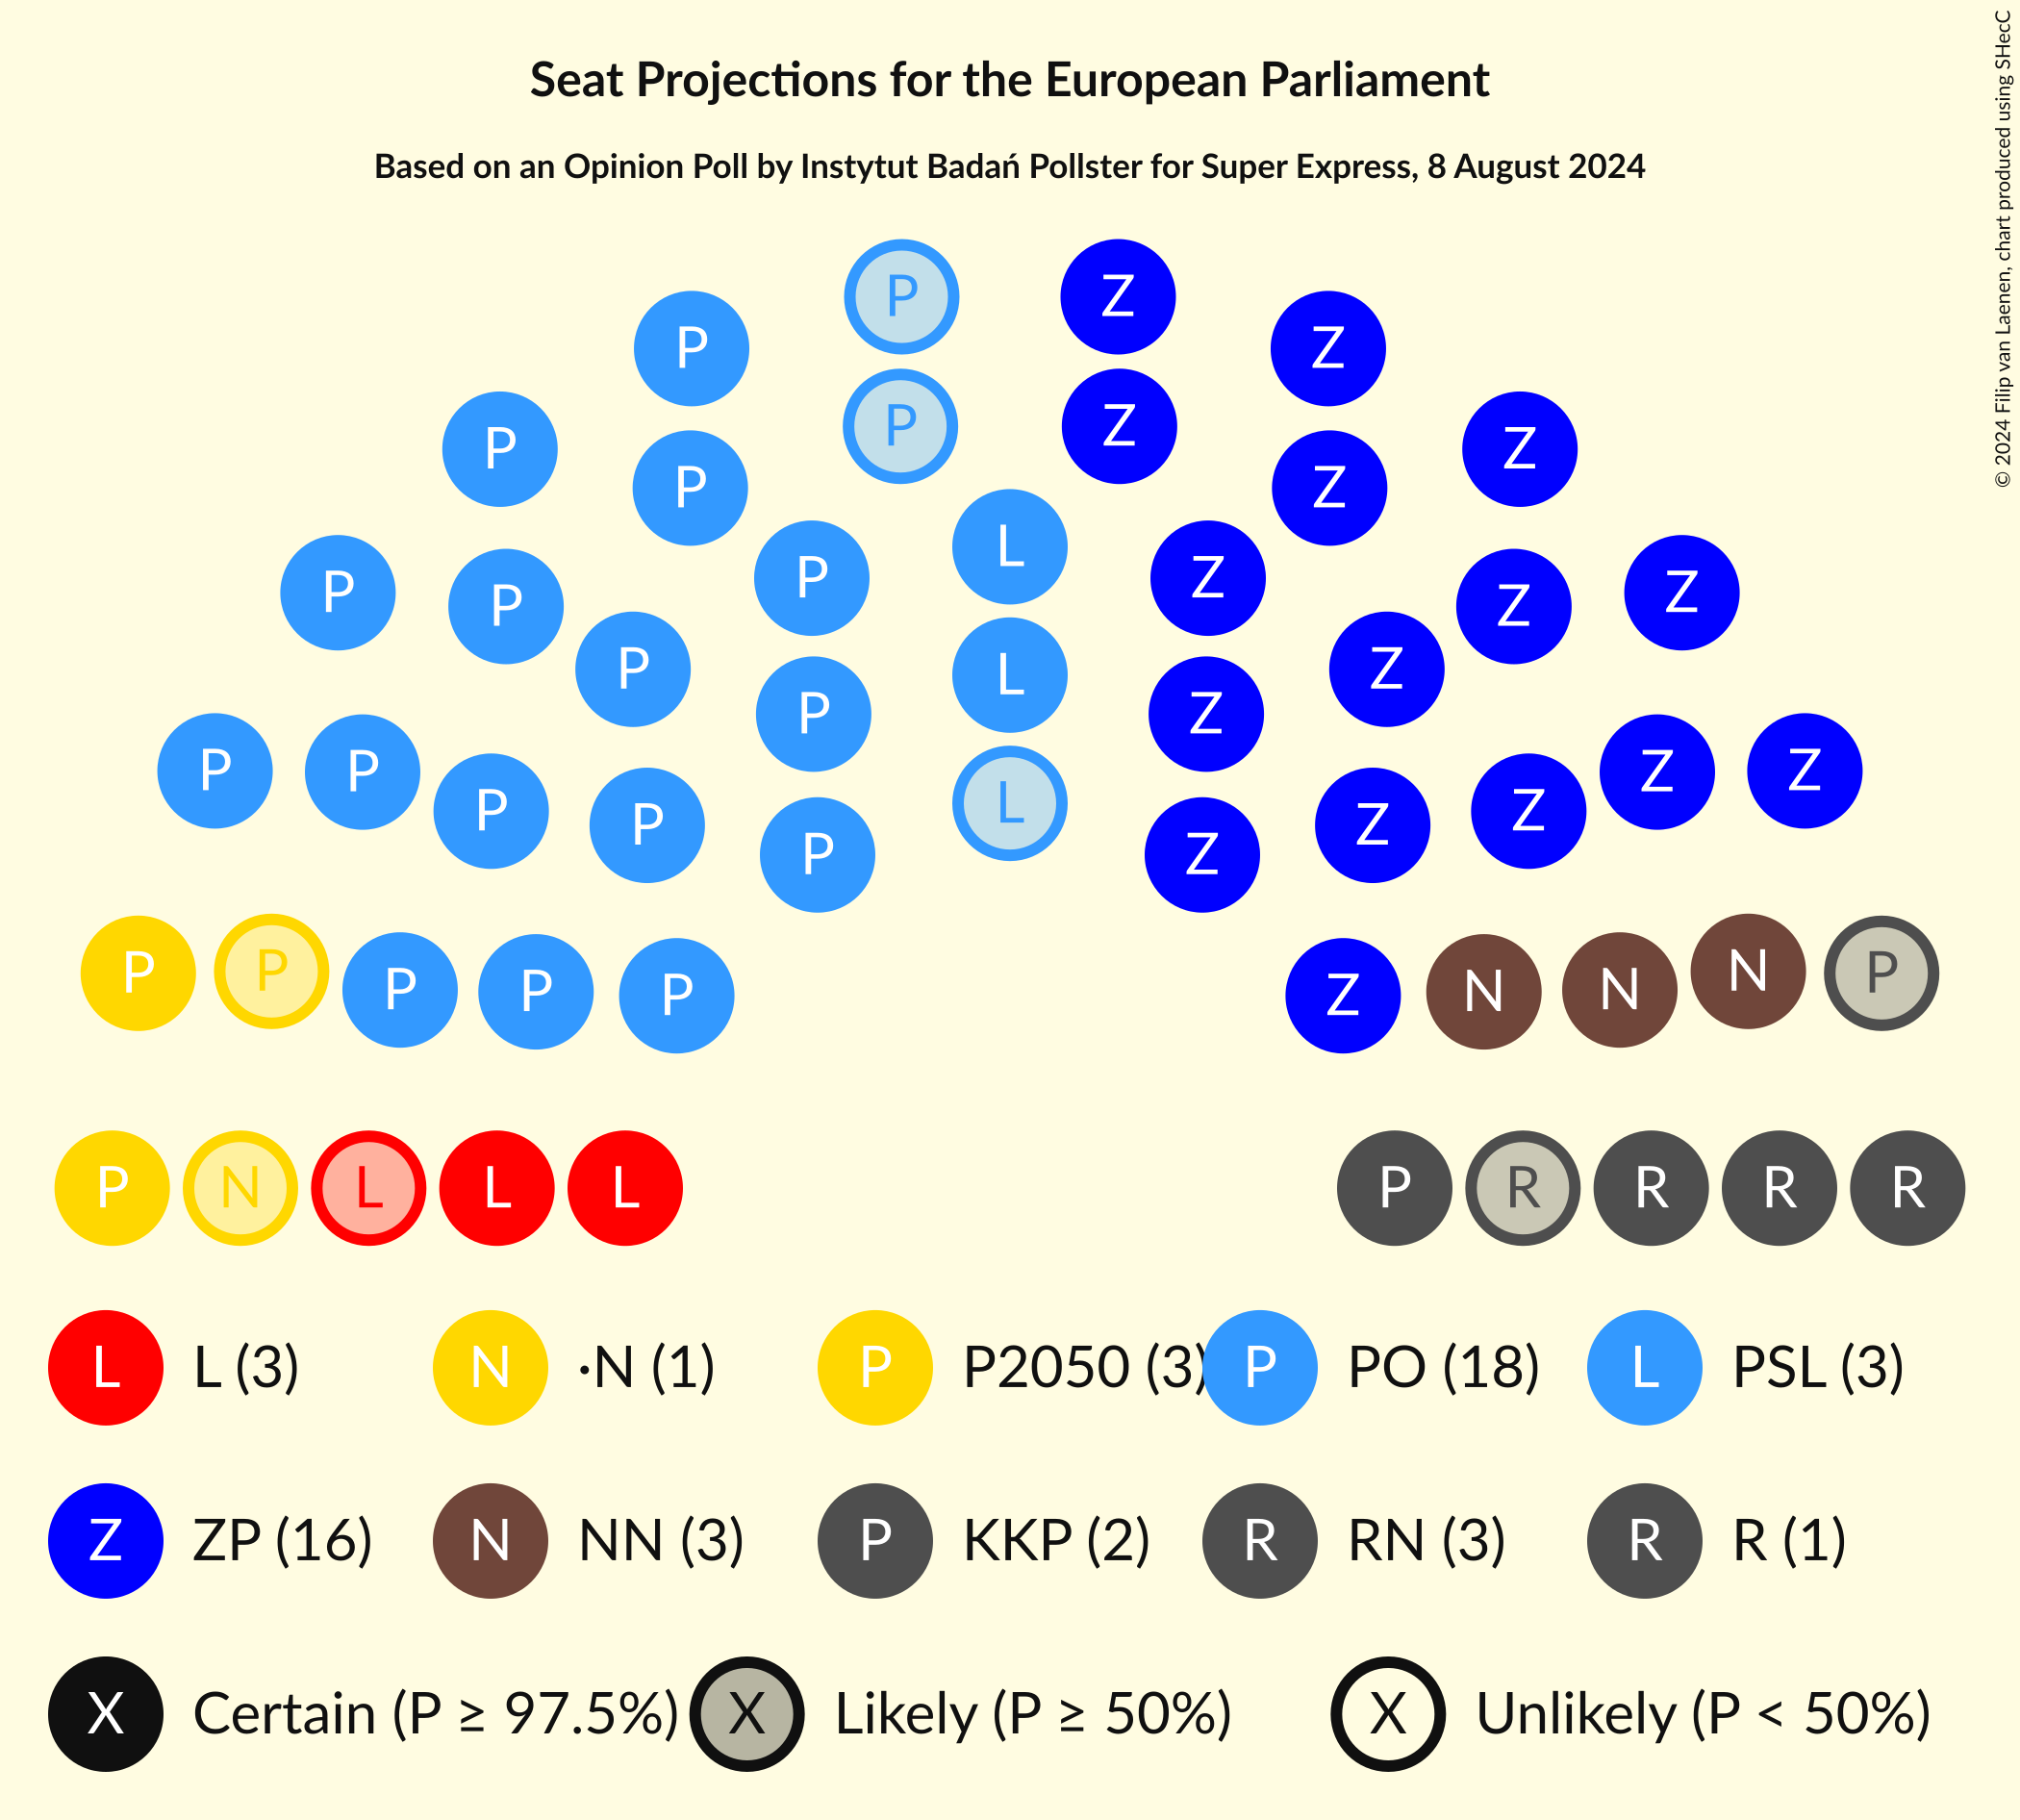 Seat Projections for the European Parliament
Based on an Opinion Poll by Instytut Badań Pollster for Super Express, 8 August 2024
© 2024 Filip van Laenen, chart produced using SHecC
P Z
P Z
P Z
P Z
P Z
L
P Z
P Z
P Z
P Z
L
P Z
P Z
P Z
L
P Z
P Z
P Z
P P P P P Z N N N P
P N L L L P R R R R
L L (3) N ·N (1) P P2050 (3) P PO (18) L PSL (3)
Z ZP (16) N NN (3) P KKP (2) R RN (3) R R (1)
X Certain (P ≥ 97.5%) X Likely (P ≥ 50%) X Unlikely (P < 50%)